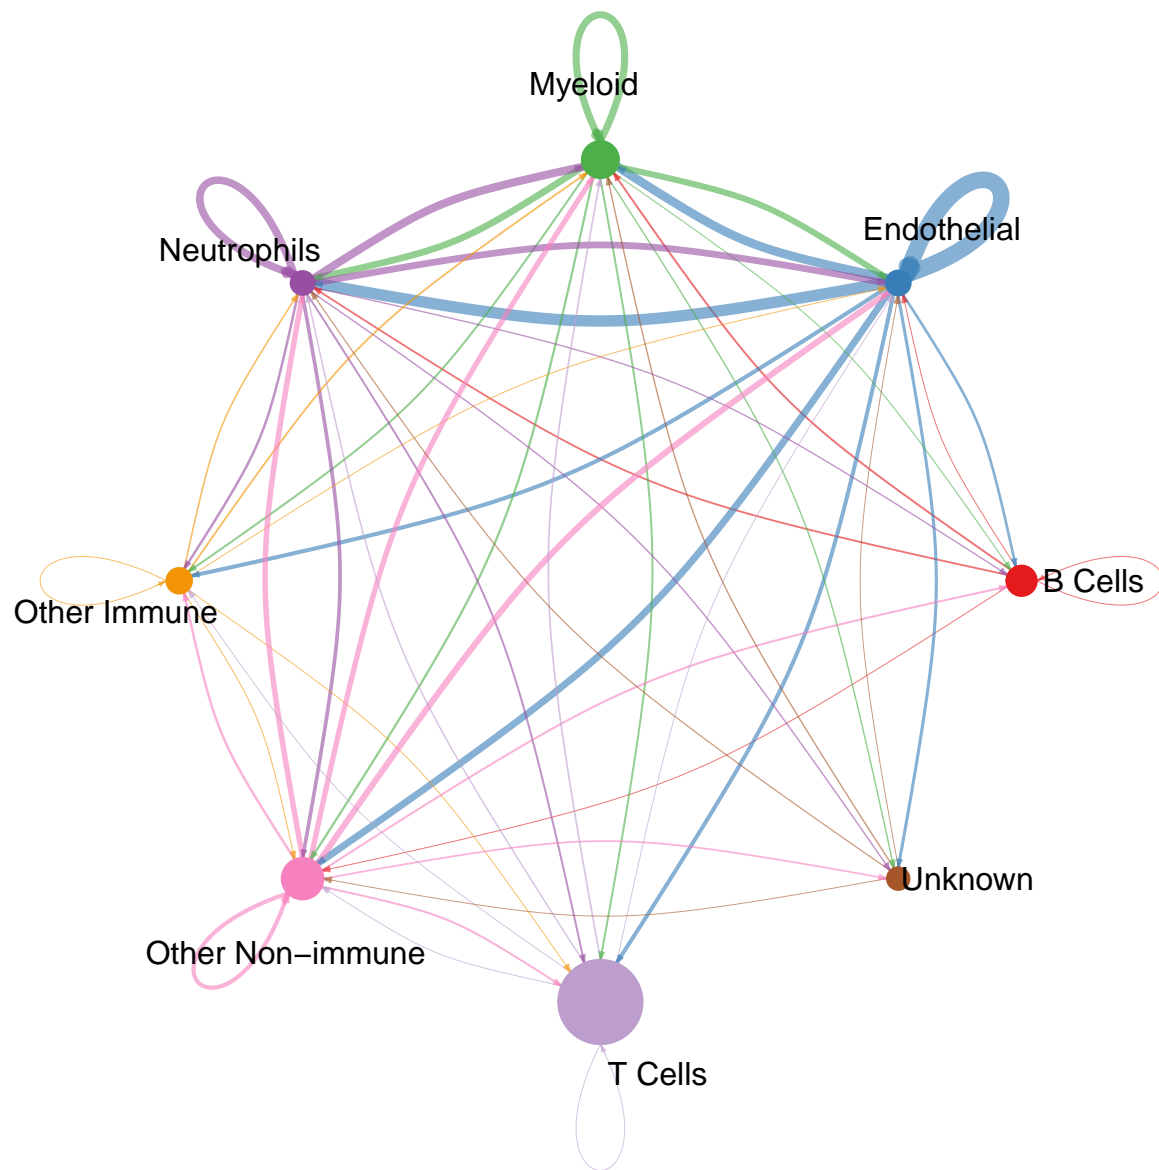 Myeloid
Endothelial
Neutrophils
B Cells
Other Immune
Unknown
Other Non−immune
T Cells